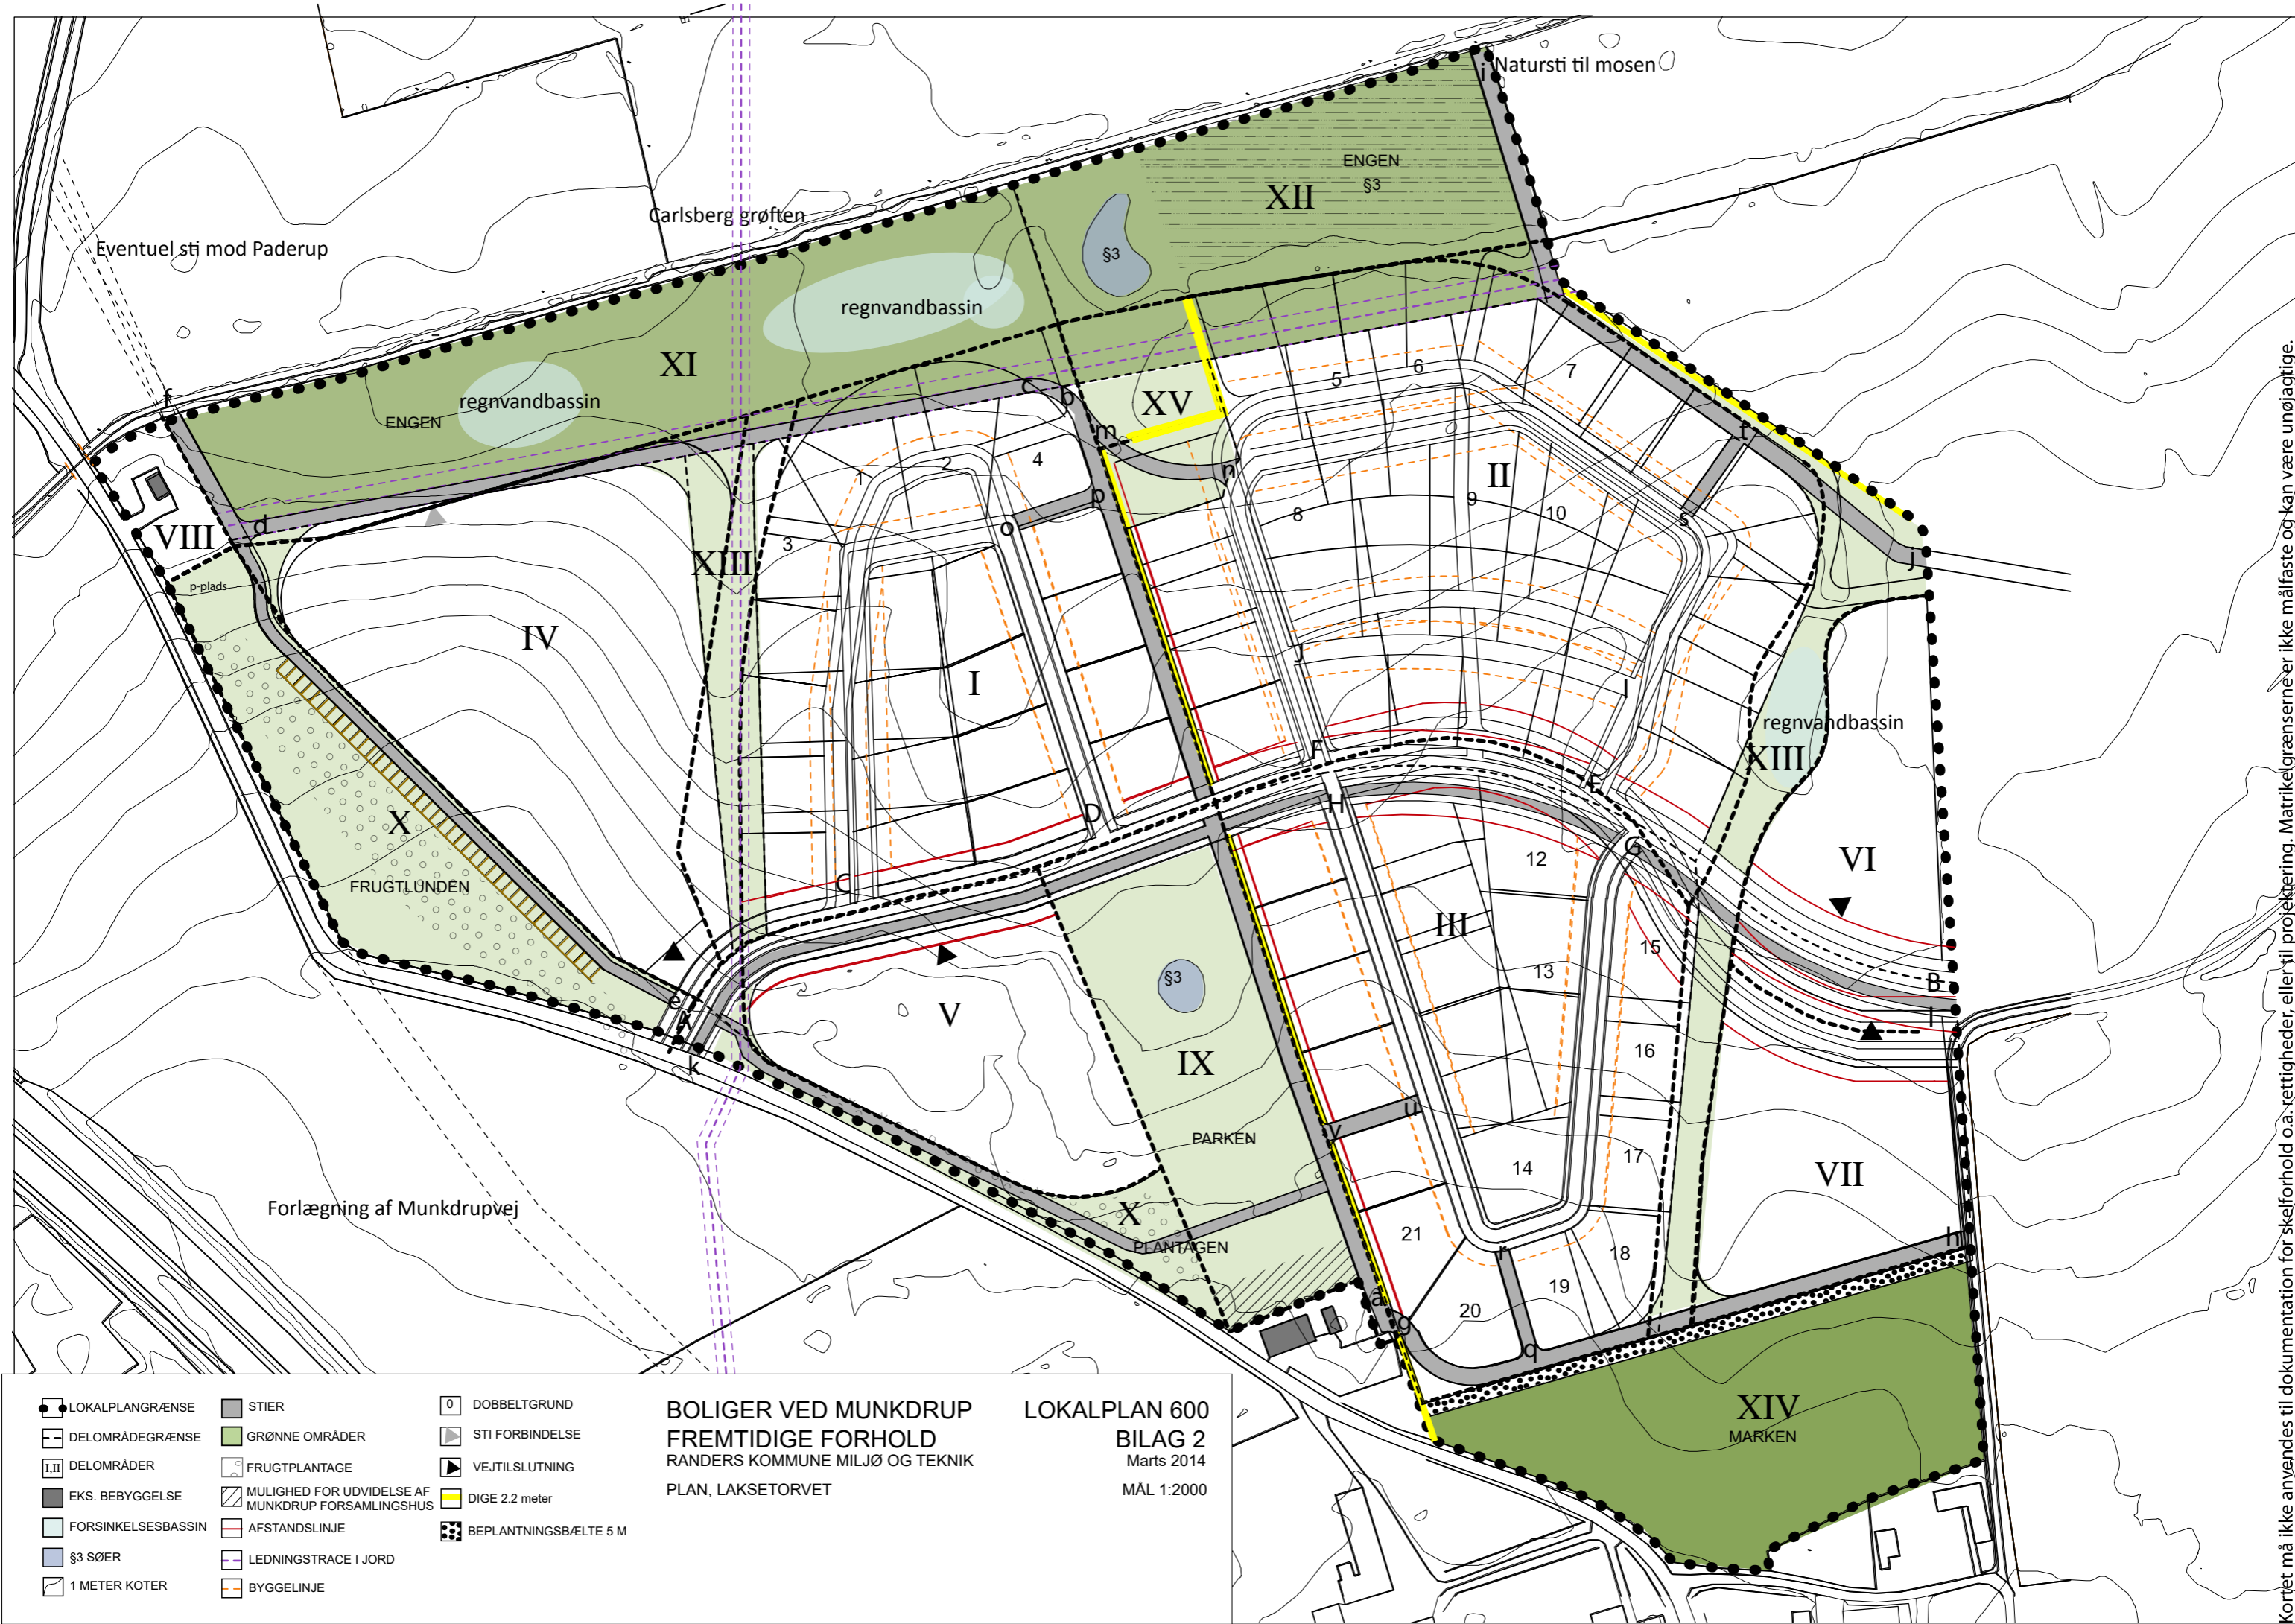 Natursti til mosen
i
ENGEN
§3
XII
Carlsberg grøften
Eventuel sti mod Paderup
§3
regnvandbassin
XI
regnvandbassin
ENGEN
f
c
b
XV
m
n
5
6
7
t
II
1
2
4
3
p
o
8
9
10
s
j
d
VIII
p-plads
XIII
IV
I
J
I
regnvandbassin
XIII
F
E
H
D
C
G
X
FRUGTLUNDEN
12
VI
III
15
13
B
I
V
§3
e
A
k
IX
16
u
v
PARKEN
14
17
VII
X
PLANTAGEN
21
r
18
h
19
20
a
g
q
XIV
MARKEN
Forlægning af Munkdrupvej
LOKALPLANGRÆNSE
DELOMRÅDEGRÆNSE
I,II DELOMRÅDER
EKS. BEBYGGELSE
FORSINKELSESBASSIN
§3 SØER
1 METER KOTER
STIER
GRØNNE OMRÅDER
FRUGTPLANTAGE
MULIGHED FOR UDVIDELSE AF
MUNKDRUP FORSAMLINGSHUS
AFSTANDSLINJE
LEDNINGSTRACE I JORD
BYGGELINJE
0 DOBBELTGRUND
STI FORBINDELSE
VEJTILSLUTNING
DIGE 2.2 meter
BEPLANTNINGSBÆLTE 5 M
BOLIGER VED MUNKDRUP
FREMTIDIGE FORHOLD
RANDERS KOMMUNE MILJØ OG TEKNIK
PLAN, LAKSETORVET
LOKALPLAN 600
BILAG 2
Marts 2014
MÅL 1:2000
Kortet må ikke anvendes til dokumentation for skelforhold o.a. rettigheder, eller til projektering. Matrikelgrænserne er ikke målfaste og kan være unøjagtige.